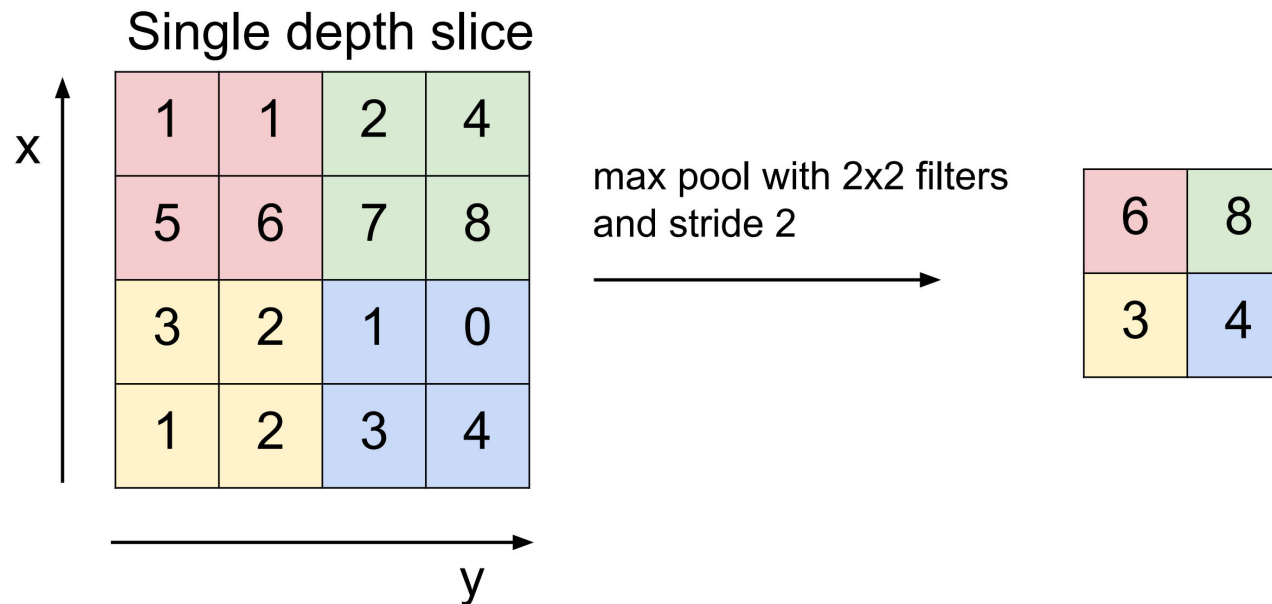 Single depth slice
x
1 1 2 4
5 6 7 8
3 2 1 0
1 2 3 4
y
max pool with 2x2 filters
and stride 2
6 8
3 4